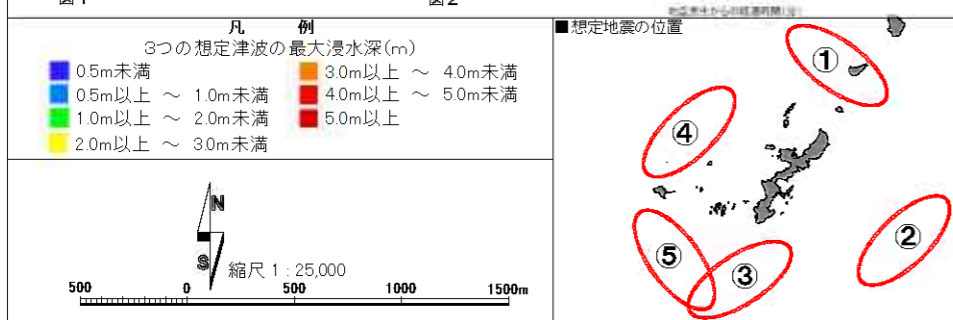 図1
図2
凡 例
3つの想定津波の最大浸水深(m)
0.5m未満
0.5m以上 ～ 1.0m未満
1.0m以上 ～ 2.0m未満
2.0m以上 ～ 3.0m未満
3.0m以上 ～ 4.0m未満
4.0m以上 ～ 5.0m未満
5.0m以上
N
S
縮尺 1:25,000
500 0 500 1000 1500m
■想定地震の位置
①
④
②
⑤
③